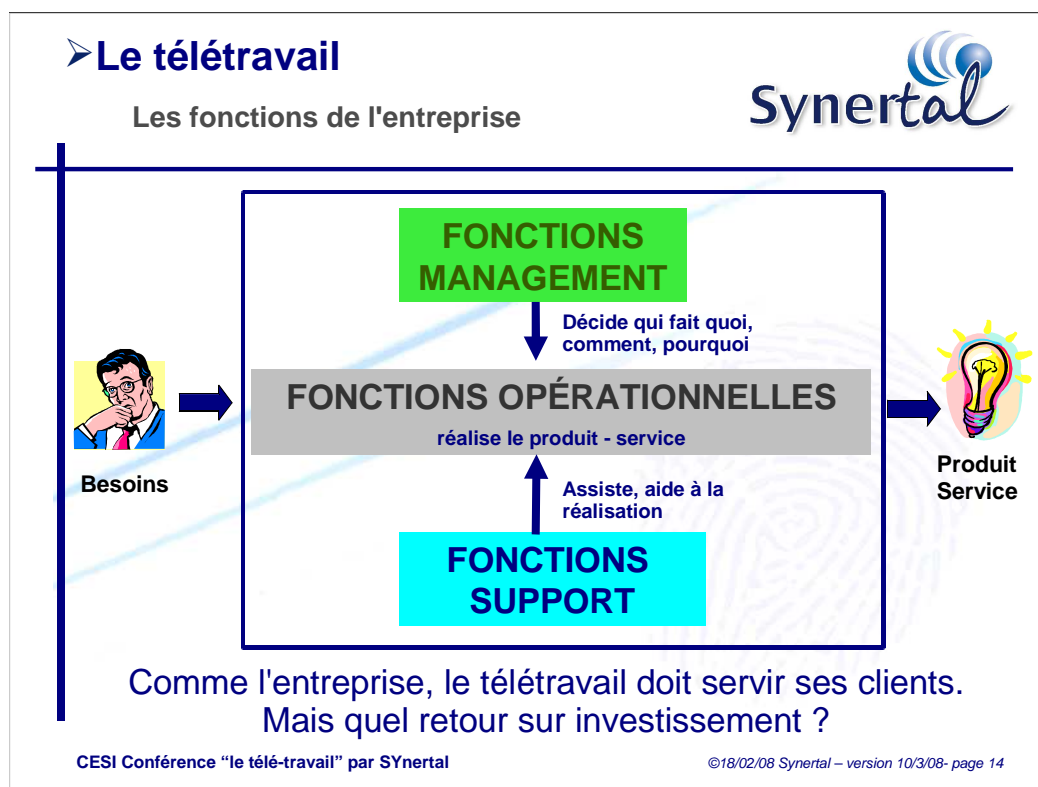 ➢Le télétravail
Les fonctions de l'entreprise
Synertal
FONCTIONS
MANAGEMENT
Décide qui fait quoi,
comment, pourquoi
FONCTIONS OPÉRATIONNELLES
réalise le produit - service
Besoins
Produit
Service
Assiste, aide à la
réalisation
FONCTIONS
SUPPORT
Comme l'entreprise, le télétravail doit servir ses clients.
Mais quel retour sur investissement ?
CESI Conférence “le télé-travail” par SYnertal
©18/02/08 Synertal – version 10/3/08- page 14